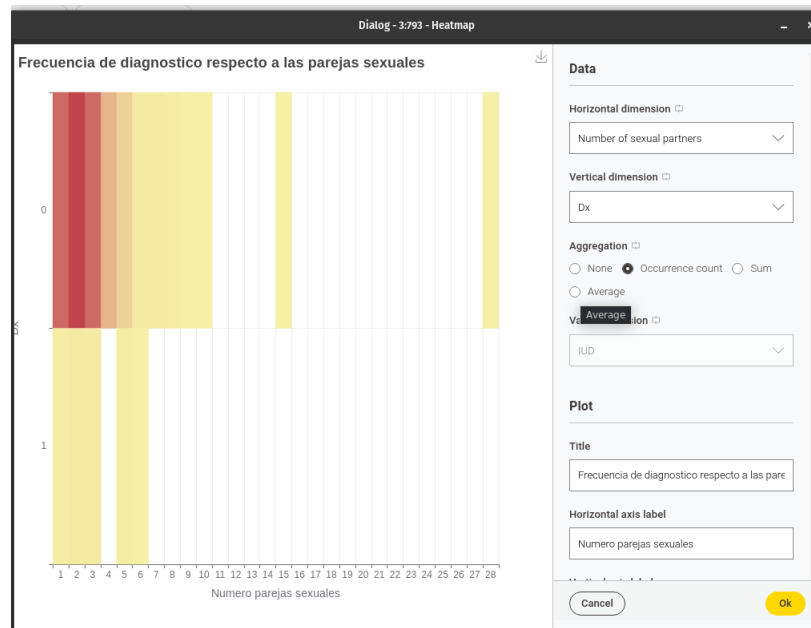 Dialog - 3:793 - Heatmap
Frecuencia de diagnostico respecto a las parejas sexuales
0
1
1 2 3 4 5 6 7 8 9 10 11 12 13 14 15 16 17 18 19 20 21 22 23 24 25 26 27 28
Numero parejas sexuales
Data
Horizontal dimension
Number of sexual partners
Vertical dimension
Dx
Aggregation
None Occurrence count Sum
Average
Average
IUD
Plot
Title
Frecuencia de diagnostico respecto a las pare
Horizontal axis label
Numero parejas sexuales
Cancel Ok